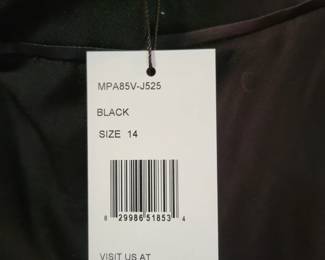 MPA85V-J525
BLACK
SIZE 14
8 29986 51853 4
VISIT US AT